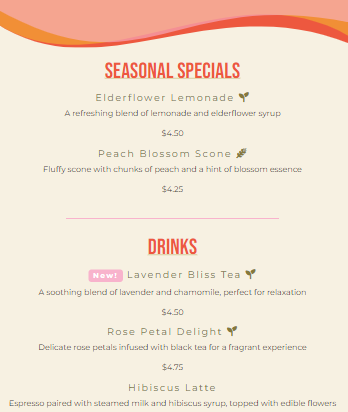 SEASONAL SPECIALS
Elderflower Lemonade
A refreshing blend of lemonade and elderflower syrup
$4.50
Peach Blossom Scone
Fluffy scone with chunks of peach and a hint of blossom essence
$4.25
DRINKS
New! Lavender Bliss Tea
A soothing blend of lavender and chamomile, perfect for relaxation
$4.50
Rose Petal Delight
Delicate rose petals infused with black tea for a fragrant experience
$4.75
Hibiscus Latte
Espresso paired with steamed milk and hibiscus syrup, topped with edible flowers